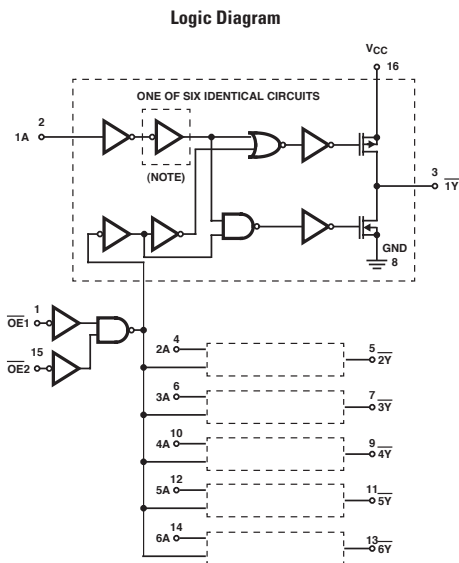 Logic Diagram
VCC
16
ONE OF SIX IDENTICAL CIRCUITS
2
1A
(NOTE)
3
1Y
GND
8
1
OE1
15
OE2
4
2A
5
2Y
6
3A
7
3Y
10
4A
9
4Y
12
5A
11
5Y
14
6A
13
6Y